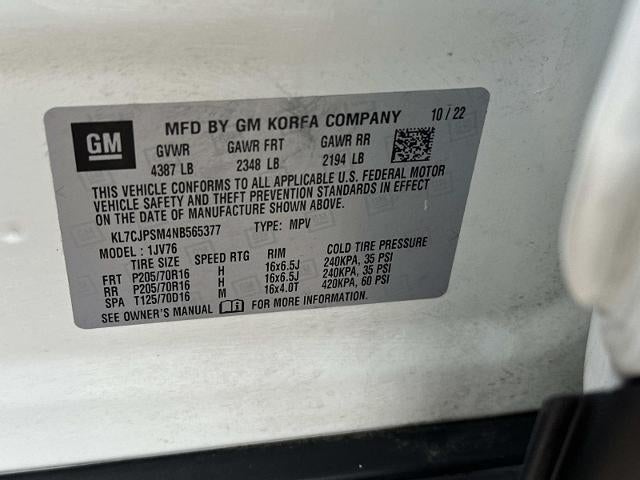 GM
MFD BY GM KOREA COMPANY 10/22
GVWR GAWR FRT GAWR RR
4387 LB 2348 LB 2194 LB
THIS VEHICLE CONFORMS TO ALL APPLICABLE U.S. FEDERAL MOTOR
VEHICLE SAFETY AND THEFT PREVENTION STANDARDS IN EFFECT
ON THE DATE OF MANUFACTURE SHOWN ABOVE.
KL7CJPSM4NB565377 TYPE: MPV
MODEL: 1JV76
TIRE SIZE SPEED RTG RIM COLD TIRE PRESSURE
FRT P205/70R16 H 16x6.5J 240KPA, 35 PSI
RR P205/70R16 H 16x6.5J 240KPA, 35 PSI
SPA T125/70D16 M 16x4.0T 420KPA, 60 PSI
SEE OWNER'S MANUAL FOR MORE INFORMATION.